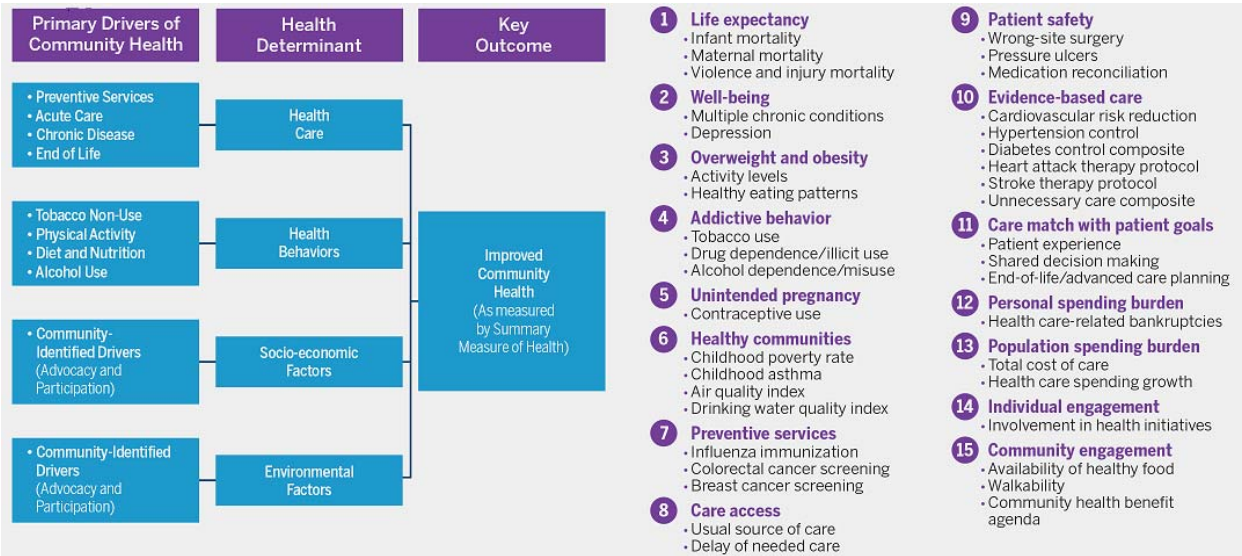 Primary Drivers of
Community Health
Health
Determinant
Key
Outcome
• Preventive Services
• Acute Care
• Chronic Disease
• End of Life
Health
Care
• Tobacco Non-Use
• Physical Activity
• Diet and Nutrition
• Alcohol Use
Health
Behaviors
• Community-
Identified Drivers
(Advocacy and
Participation)
Socio-economic
Factors
• Community-Identified
Drivers
(Advocacy and
Participation)
Environmental
Factors
Improved
Community
Health
(As measured
by Summary
Measure of Health)
1 Life expectancy
• Infant mortality
• Maternal mortality
• Violence and injury mortality
2 Well-being
• Multiple chronic conditions
• Depression
3 Overweight and obesity
• Activity levels
• Healthy eating patterns
4 Addictive behavior
• Tobacco use
• Drug dependence/illicit use
• Alcohol dependence/misuse
5 Unintended pregnancy
• Contraceptive use
6 Healthy communities
• Childhood poverty rate
• Childhood asthma
• Air quality index
• Drinking water quality index
7 Preventive services
• Influenza immunization
• Colorectal cancer screening
• Breast cancer screening
8 Care access
• Usual source of care
• Delay of needed care
9 Patient safety
• Wrong-site surgery
• Pressure ulcers
• Medication reconciliation
10 Evidence-based care
• Cardiovascular risk reduction
• Hypertension control
• Diabetes control composite
• Heart attack therapy protocol
• Stroke therapy protocol
• Unnecessary care composite
11 Care match with patient goals
• Patient experience
• Shared decision making
• End-of-life/advanced care planning
12 Personal spending burden
• Health care-related bankruptcies
13 Population spending burden
• Total cost of care
• Health care spending growth
14 Individual engagement
• Involvement in health initiatives
15 Community engagement
• Availability of healthy food
• Walkability
• Community health benefit
agenda